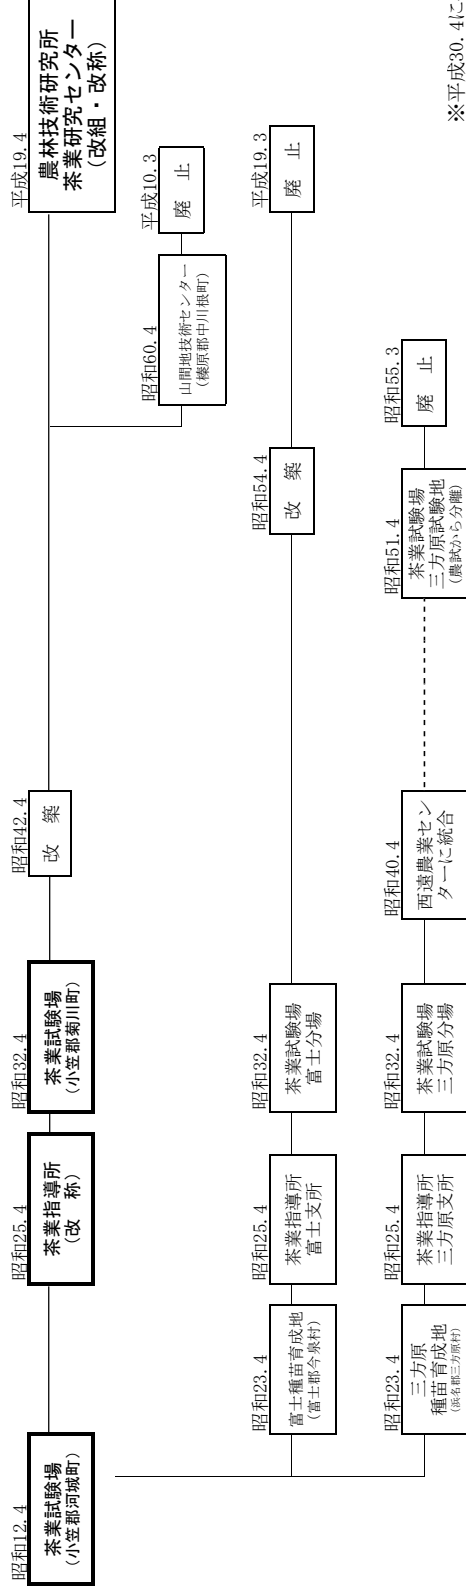 昭和12.4
茶業試験場
(小笠郡河城町)
昭和25.4
茶業指導所
(改 称)
昭和32.4
茶業試験場
(小笠郡菊川町)
昭和42.4
改 築
平成19.4
農林技術研究所
茶業研究センター
(改組・改称)
昭和60.4
山間地技術センター
(榛原郡中川根町)
平成10.3
廃 止
昭和23.4
富士種苗育成地
(富士郡今泉村)
昭和25.4
茶業指導所
富士支所
昭和32.4
茶業試験場
富士分場
昭和54.4
改 築
平成19.3
廃 止
昭和23.4
三方原
種苗育成地
(浜名郡三方原村)
昭和25.4
茶業指導所
三方原支所
昭和32.4
茶業試験場
三方原分場
昭和40.4
西遠農業セン
ターに統合
昭和51.4
茶業試験場
三方原試験地
(農試から分離)
昭和55.3
廃 止
※平成30.4に